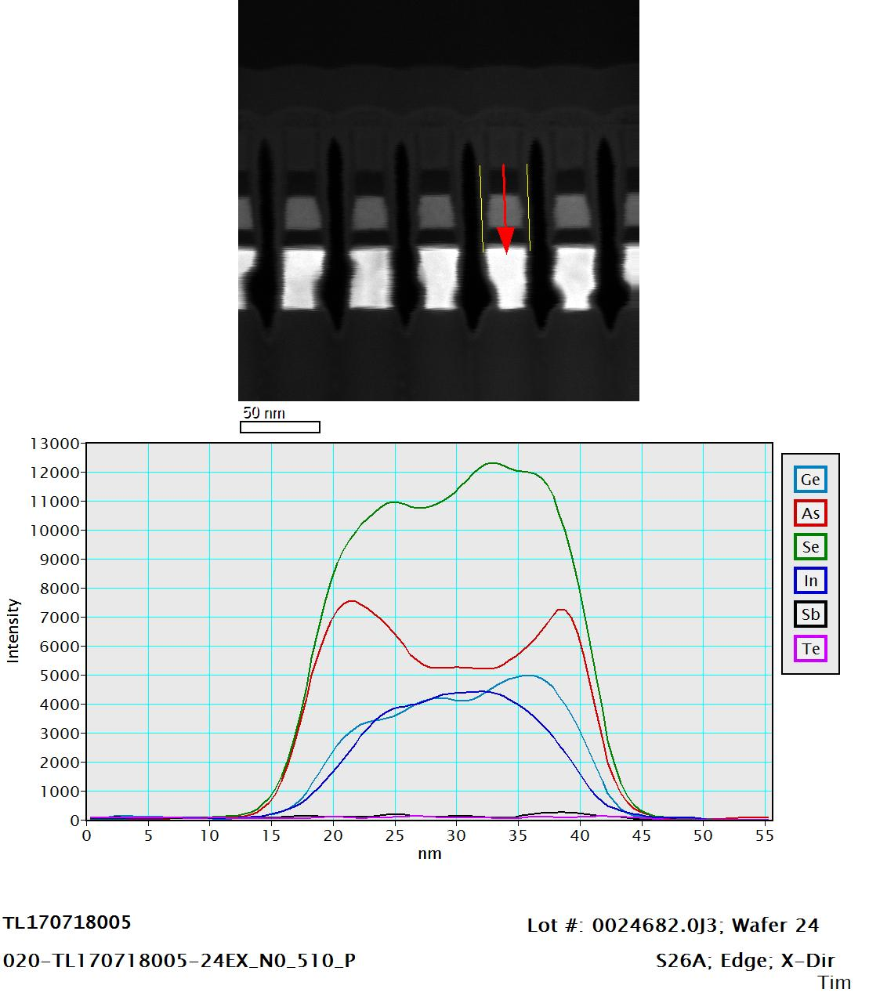 50 nm
13000
12000
11000
10000
9000
8000
7000
6000
5000
4000
3000
2000
1000
0
Intensity
0 5 10 15 20 25 30 35 40 45 50 55
nm
Ge
As
Se
In
Sb
Te
TL170718005
Lot #: 0024682.0J3; Wafer 24
020-TL170718005-24EX_N0_510_P
S26A; Edge; X-Dir
Tim